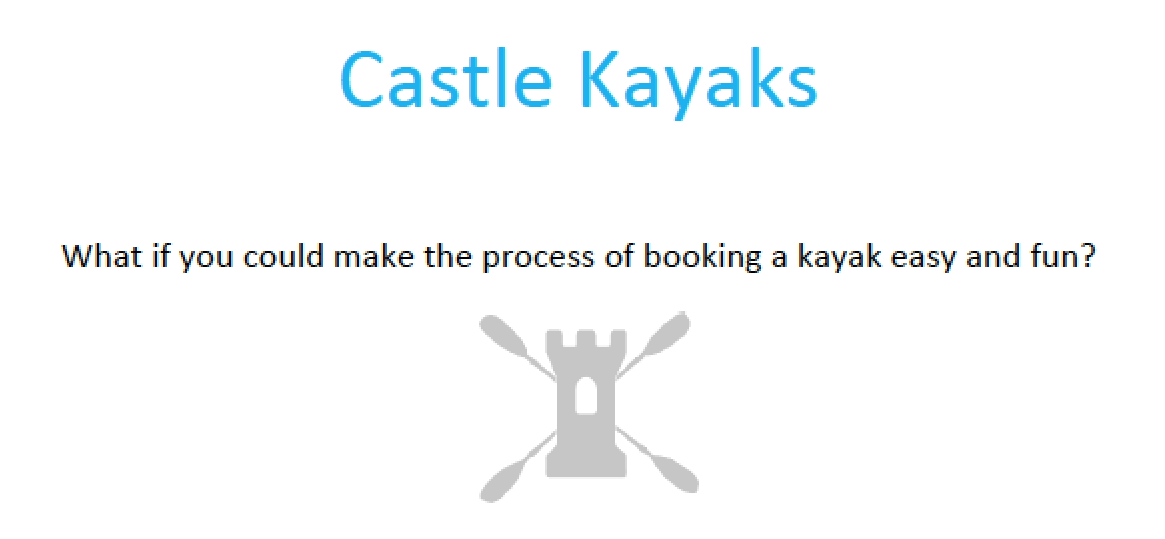 Castle Kayaks
What if you could make the process of booking a kayak easy and fun?